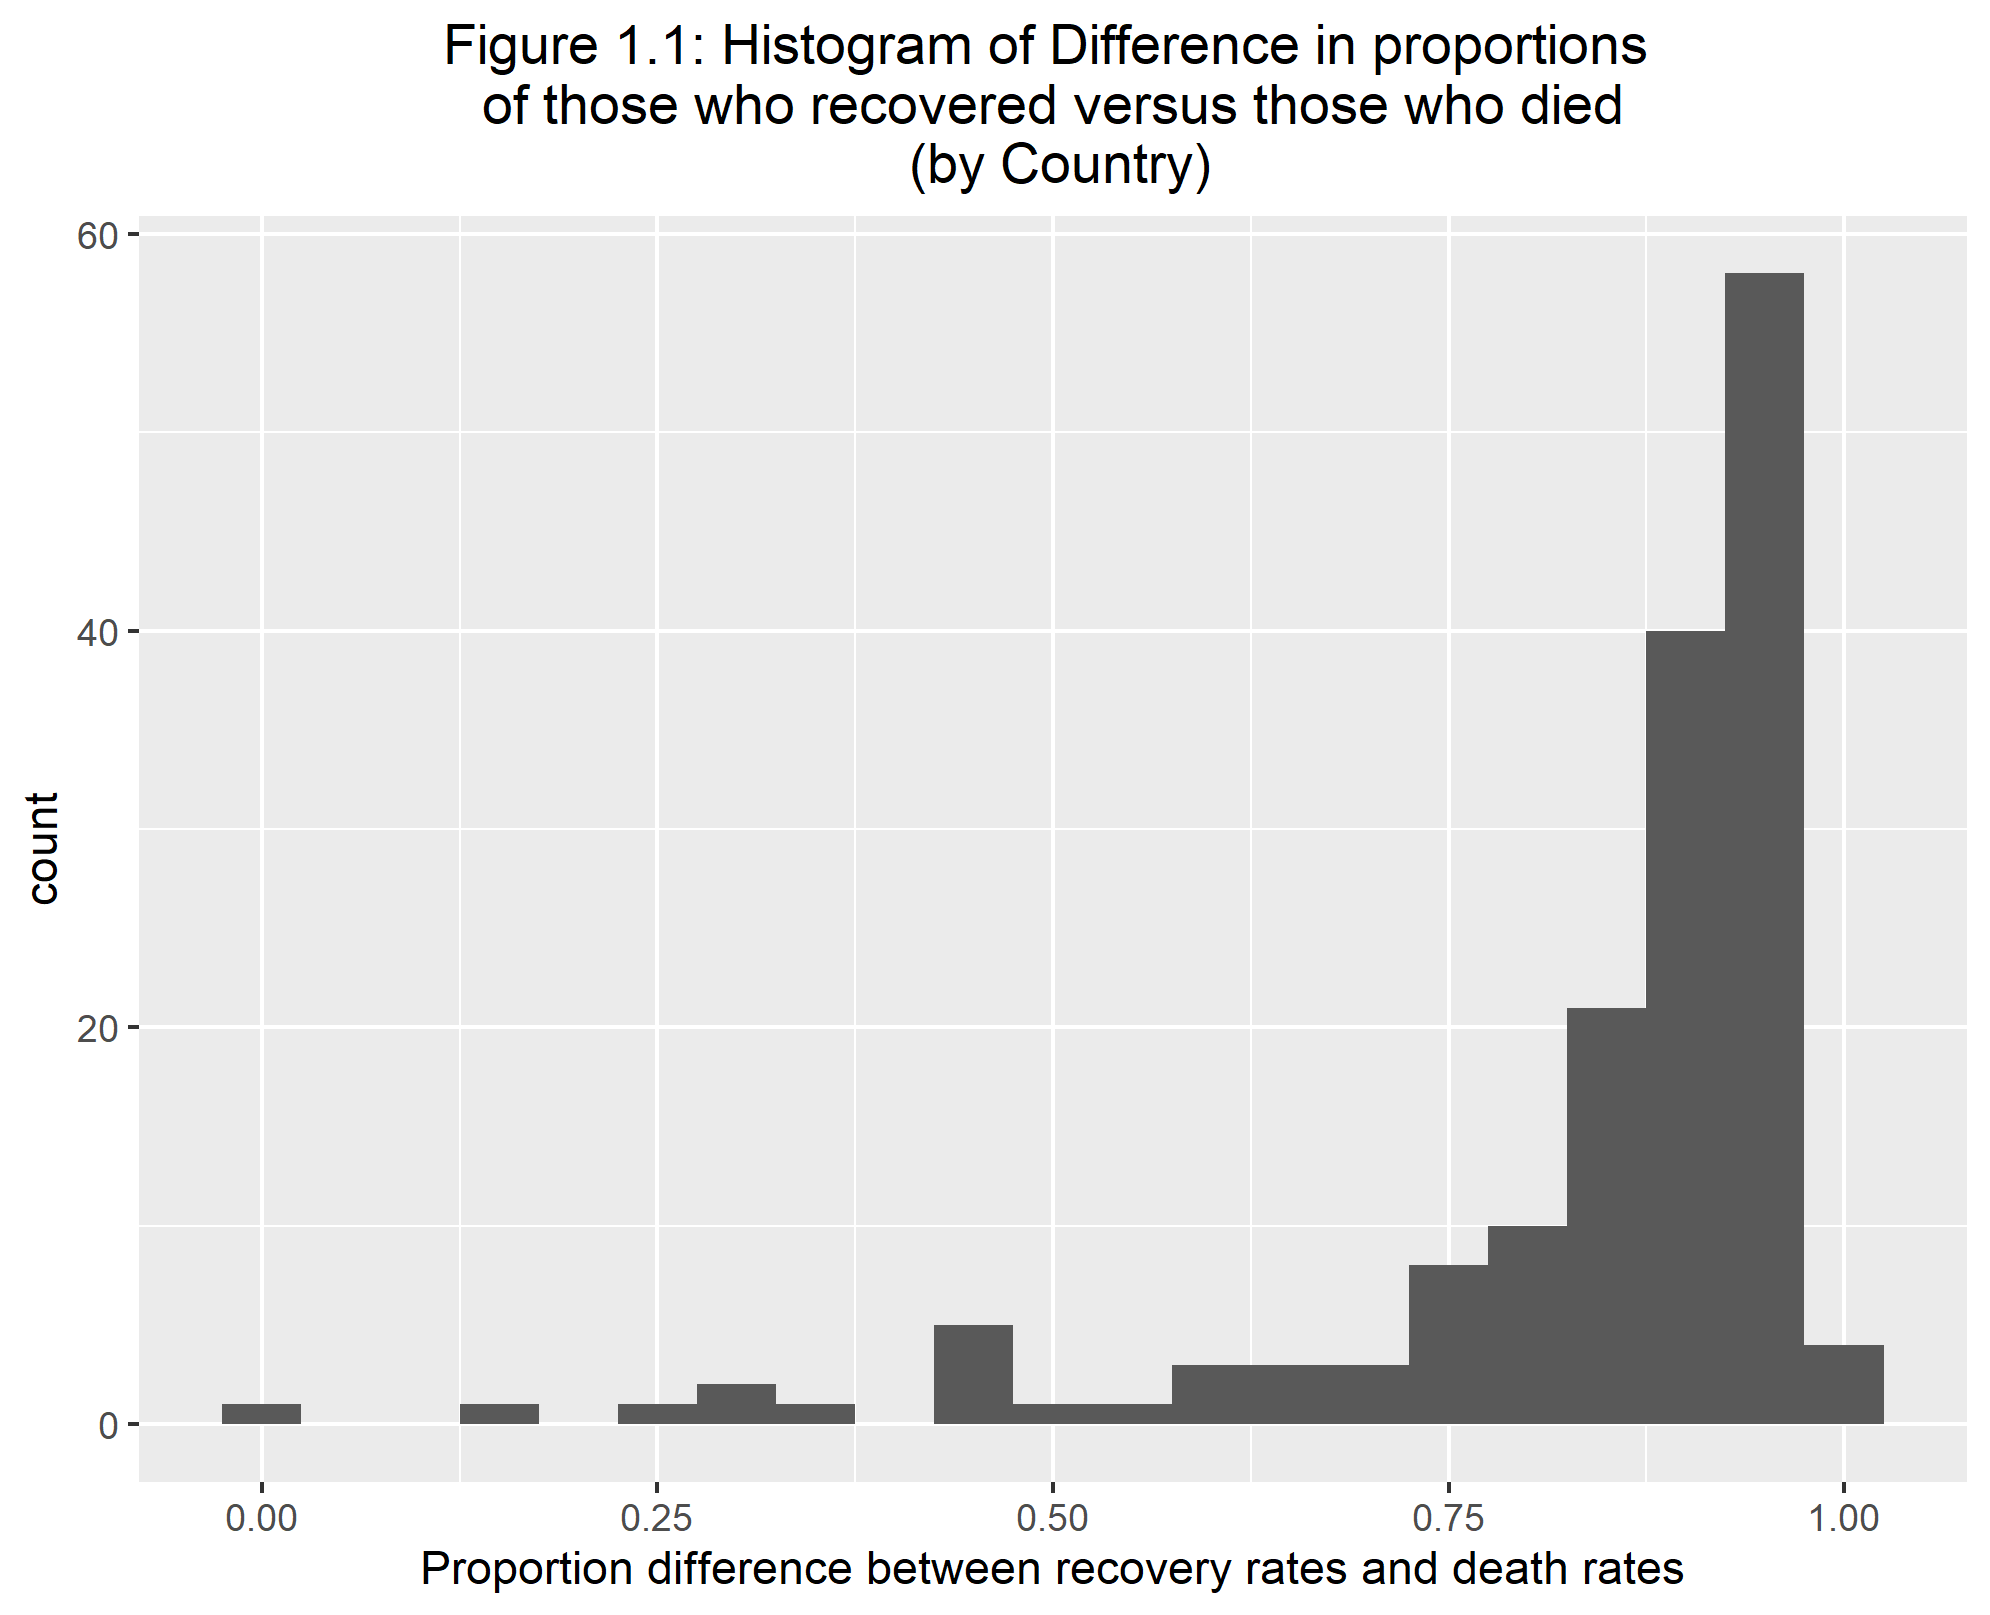 Figure 1.1: Histogram of Difference in proportions
of those who recovered versus those who died
(by Country)
60
40
20
0
count
0.00 0.25 0.50 0.75 1.00
Proportion difference between recovery rates and death rates